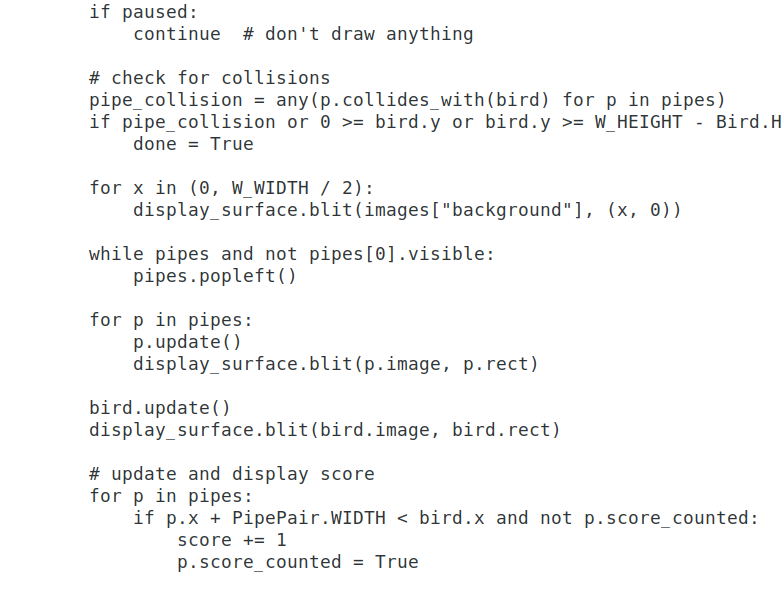 if paused:
    continue  # don't draw anything

# check for collisions
pipe_collision = any(p.collides_with(bird) for p in pipes)
if pipe_collision or 0 >= bird.y or bird.y >= W_HEIGHT - Bird.H
    done = True

for x in (0, W_WIDTH / 2):
    display_surface.blit(images["background"], (x, 0))

while pipes and not pipes[0].visible:
    pipes.popleft()

for p in pipes:
    p.update()
    display_surface.blit(p.image, p.rect)

bird.update()
display_surface.blit(bird.image, bird.rect)

# update and display score
for p in pipes:
    if p.x + PipePair.WIDTH < bird.x and not p.score_counted:
        score += 1
        p.score_counted = True